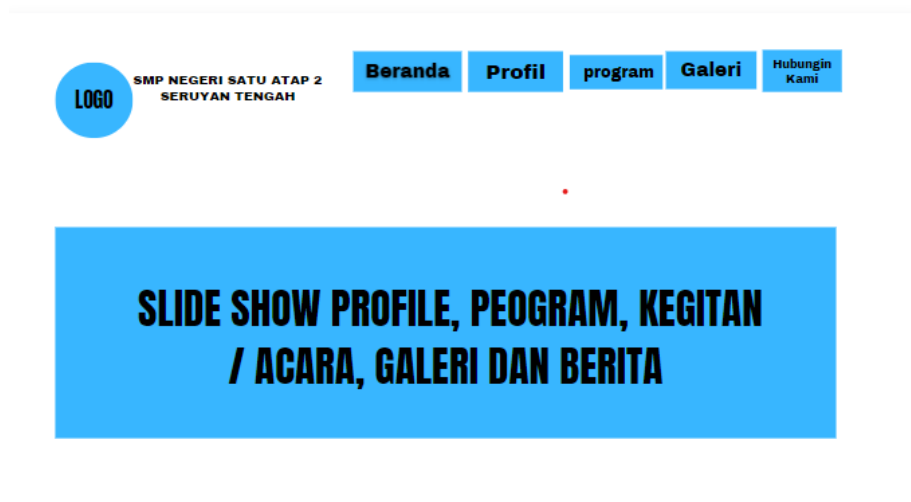 LOGO
SMP NEGERI SATU ATAP 2
SERUYAN TENGAH
Beranda
Profil
program
Galeri
Hubungin
Kami
SLIDE SHOW PROFILE, PEOGRAM, KEGITAN
/ ACARA, GALERI DAN BERITA